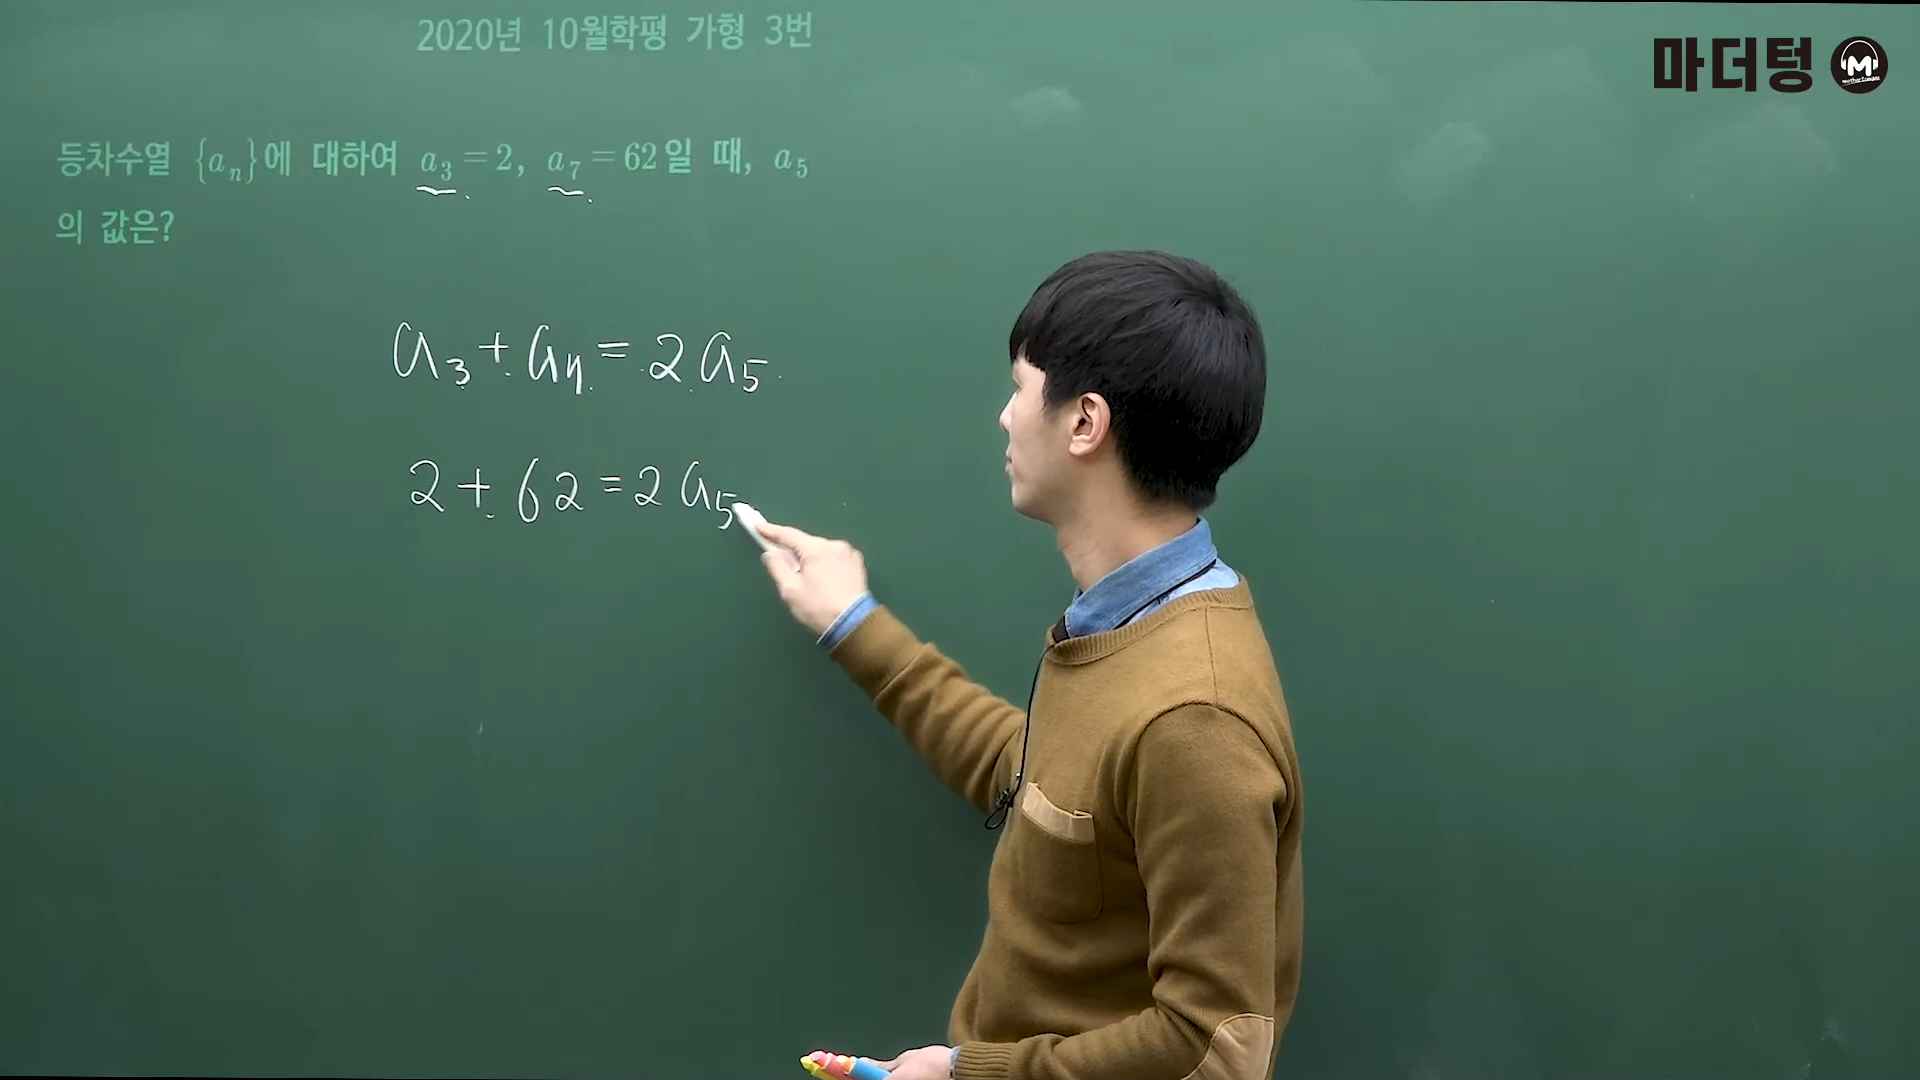 2020년 10월학평 가형 3번
마더텅 M
등차수열 {aₙ}에 대하여 a₃=2, a₇=62일 때, a₅
의 값은?
a₃+a₇=2a₅
2+62=2a₅